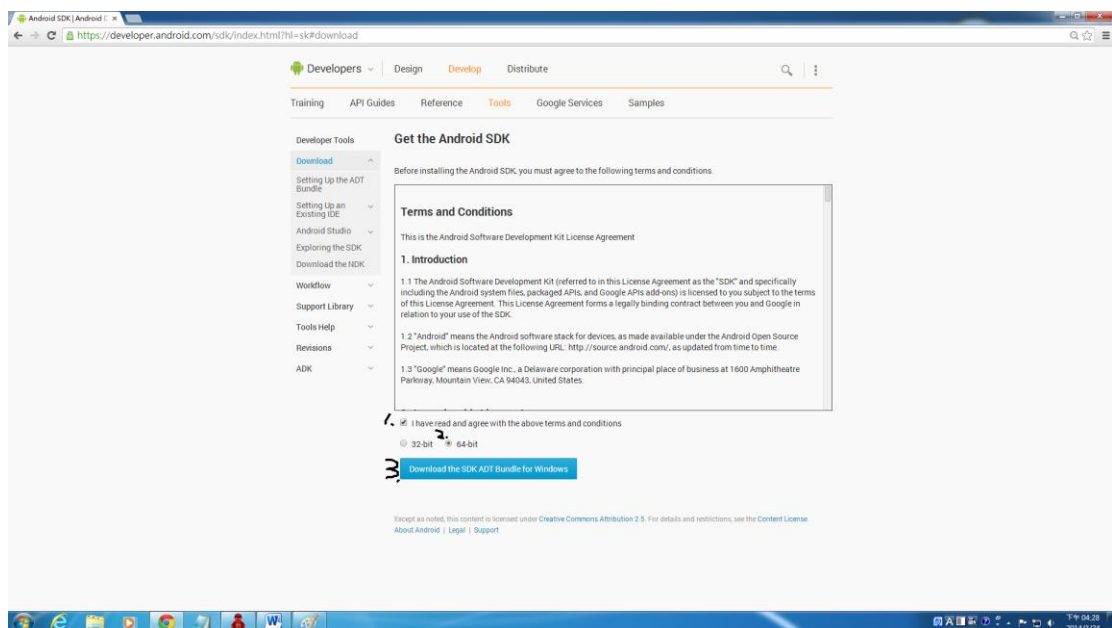 Android SDK | Android D
https://developer.android.com/sdk/index.html?hl=sk#download
Developers
Design
Develop
Distribute
Training
API Guides
Reference
Tools
Google Services
Samples
Developer Tools
Download
Setting Up the ADT
Bundle
Setting Up an
Existing IDE
Android Studio
Exploring the SDK
Download the NDK
Workflow
Support Library
Tools Help
Revisions
ADK
Get the Android SDK
Before installing the Android SDK, you must agree to the following terms and conditions.
Terms and Conditions
This is the Android Software Development Kit License Agreement
1. Introduction
1.1 The Android Software Development Kit (referred to in this License Agreement as the "SDK" and specifically
including the Android system files, packaged APIs, and Google APIs add-ons) is licensed to you subject to the terms
of this License Agreement. This License Agreement forms a legally binding contract between you and Google in
relation to your use of the SDK.
1.2 "Android" means the Android software stack for devices, as made available under the Android Open Source
Project, which is located at the following URL: http://source.android.com/, as updated from time to time.
1.3 "Google" means Google Inc., a Delaware corporation with principal place of business at 1600 Amphitheatre
Parkway, Mountain View, CA 94043, United States.
1. I have read and agree with the above terms and conditions
32-bit 2. 64-bit
3. Download the SDK ADT Bundle for Windows
Except as noted, this content is licensed under Creative Commons Attribution 2.5. For details and restrictions, see the Content License.
About Android | Legal | Support
下午 04:28